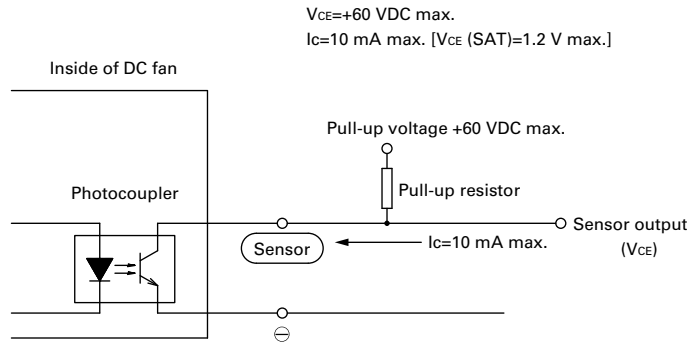 VCE=+60 VDC max.
Ic=10 mA max. [VCE (SAT)=1.2 V max.]
Inside of DC fan
Pull-up voltage +60 VDC max.
Photocoupler
Pull-up resistor
Sensor
Ic=10 mA max.
Sensor output
(VCE)
⊖